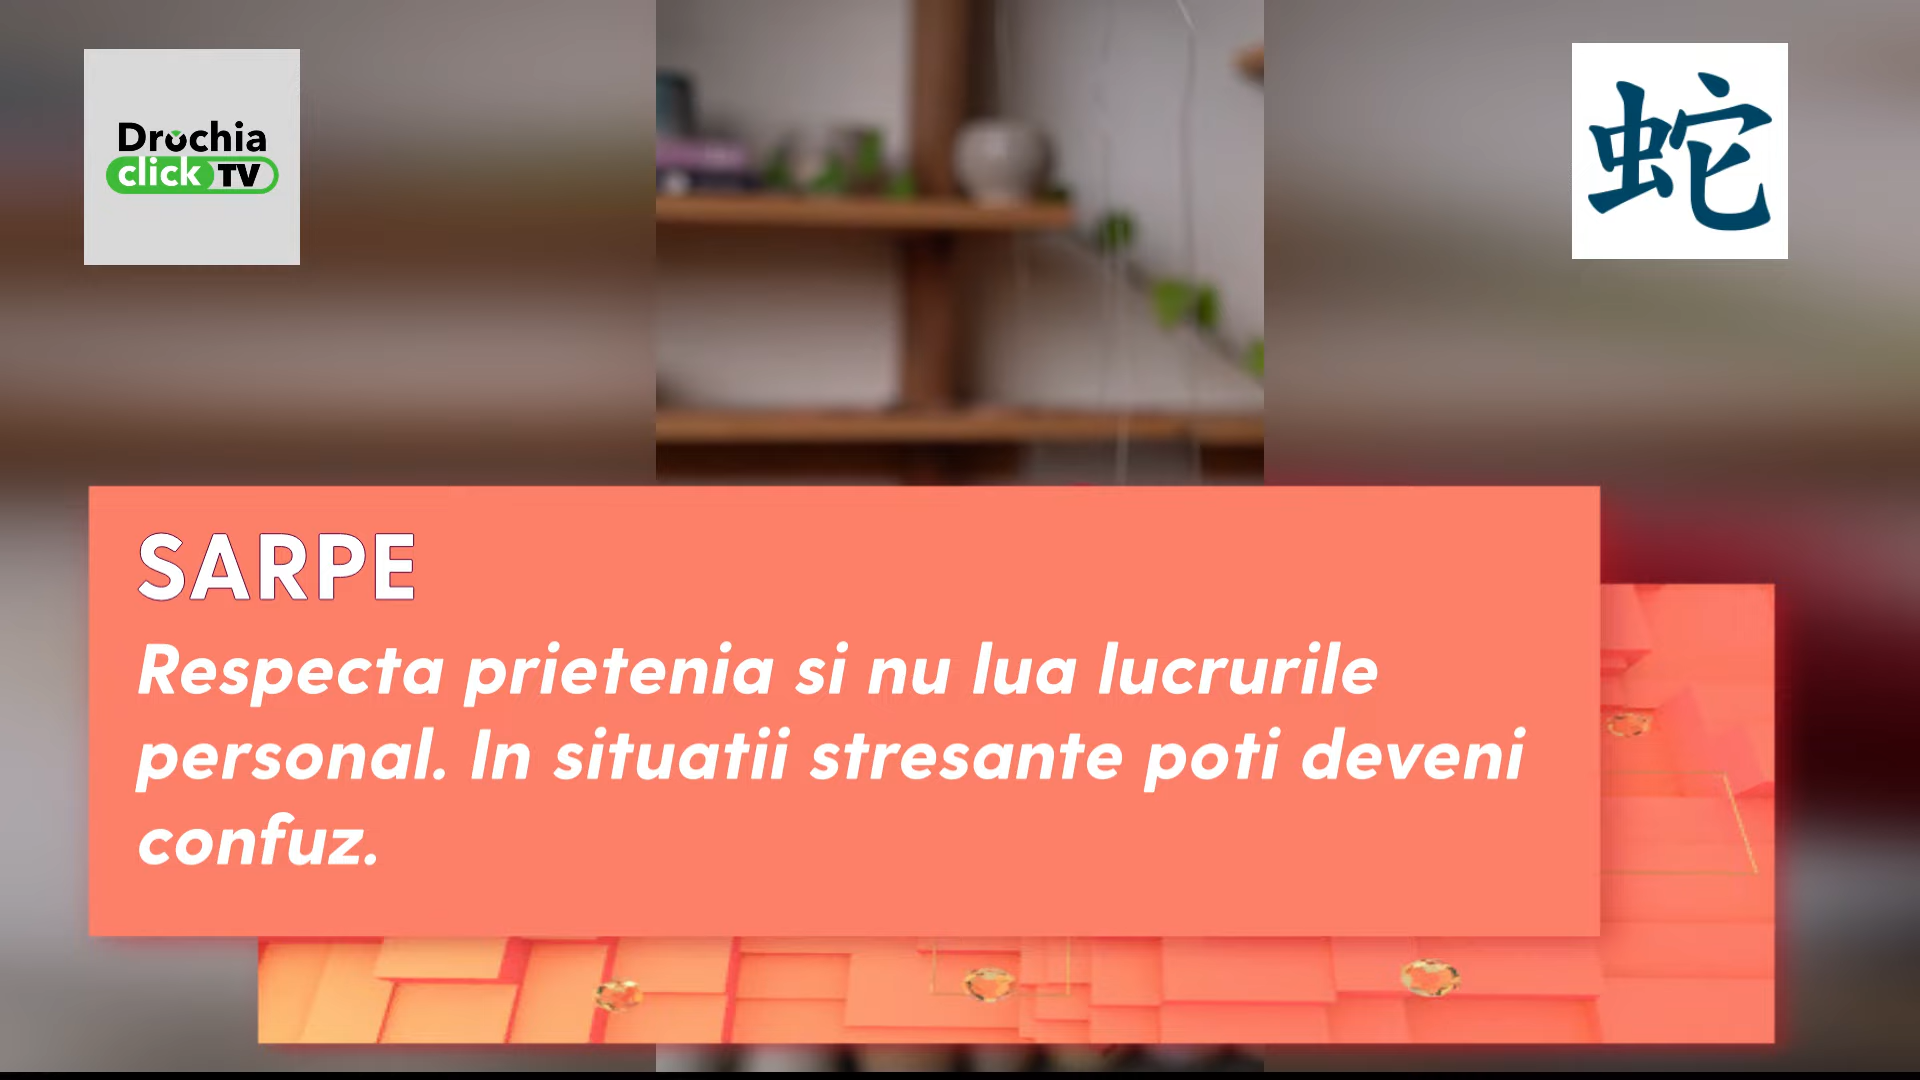 Drochia
click TV
蛇
SARPE
Respecta prietenia si nu lua lucrurile
personal. In situatii stresante poti deveni
confuz.